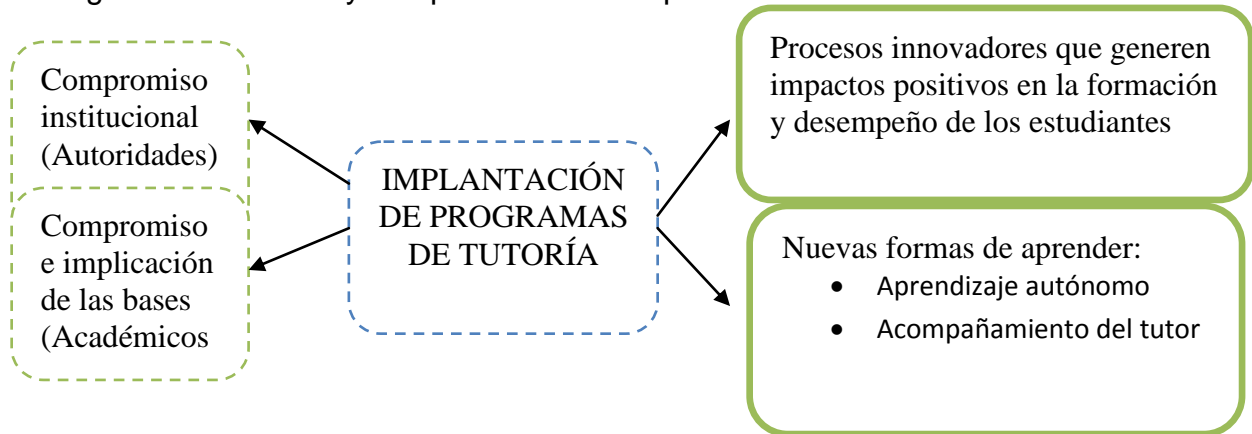 Compromiso
institucional
(Autoridades)
Compromiso
e implicación
de las bases
(Académicos
IMPLANTACIÓN
DE PROGRAMAS
DE TUTORÍA
Procesos innovadores que generen
impactos positivos en la formación
y desempeño de los estudiantes
Nuevas formas de aprender:
• Aprendizaje autónomo
• Acompañamiento del tutor